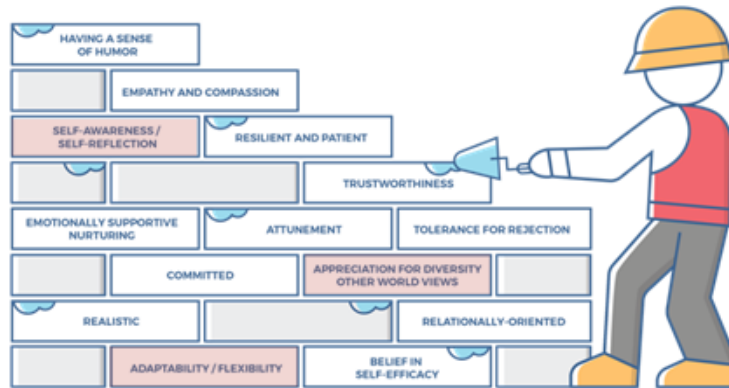 HAVING A SENSE
OF HUMOR
EMPATHY AND COMPASSION
SELF-AWARENESS /
SELF-REFLECTION
RESILIENT AND PATIENT
TRUSTWORTHINESS
EMOTIONALLY SUPPORTIVE
NURTURING
ATTUNEMENT
TOLERANCE FOR REJECTION
COMMITTED
APPRECIATION FOR DIVERSITY
OTHER WORLD VIEWS
REALISTIC
RELATIONALLY-ORIENTED
ADAPTABILITY / FLEXIBILITY
BELIEF IN
SELF-EFFICACY